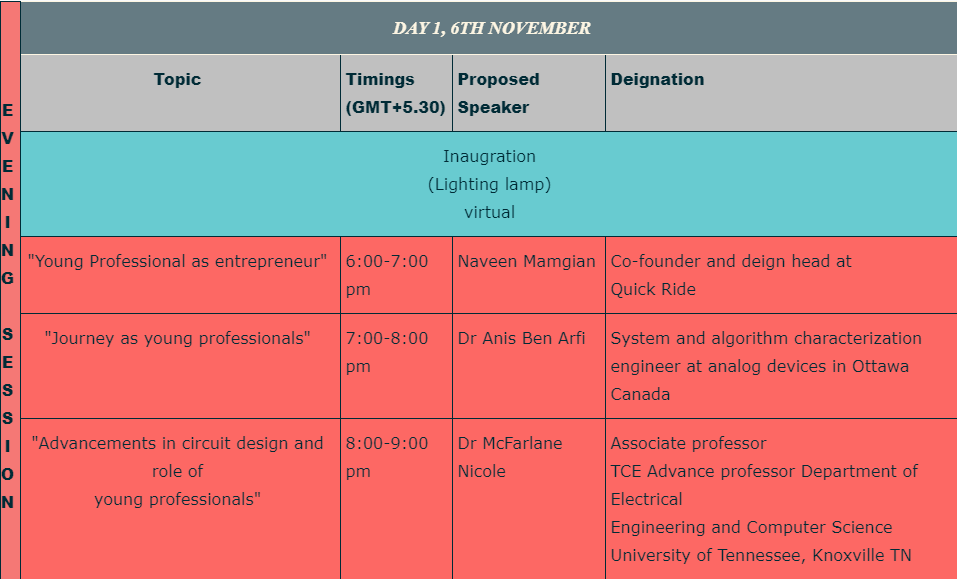 DAY 1, 6TH NOVEMBER
Topic
Timings
(GMT+5.30)
Proposed
Speaker
Deignation
EVENING SESSION
Inaugration
(Lighting lamp)
virtual
"Young Professional as entrepreneur"
6:00-7:00
pm
Naveen Mamgian
Co-founder and deign head at
Quick Ride
"Journey as young professionals"
7:00-8:00
pm
Dr Anis Ben Arfi
System and algorithm characterization
engineer at analog devices in Ottawa
Canada
"Advancements in circuit design and
role of
young professionals"
8:00-9:00
pm
Dr McFarlane
Nicole
Associate professor
TCE Advance professor Department of
Electrical
Engineering and Computer Science
University of Tennessee, Knoxville TN